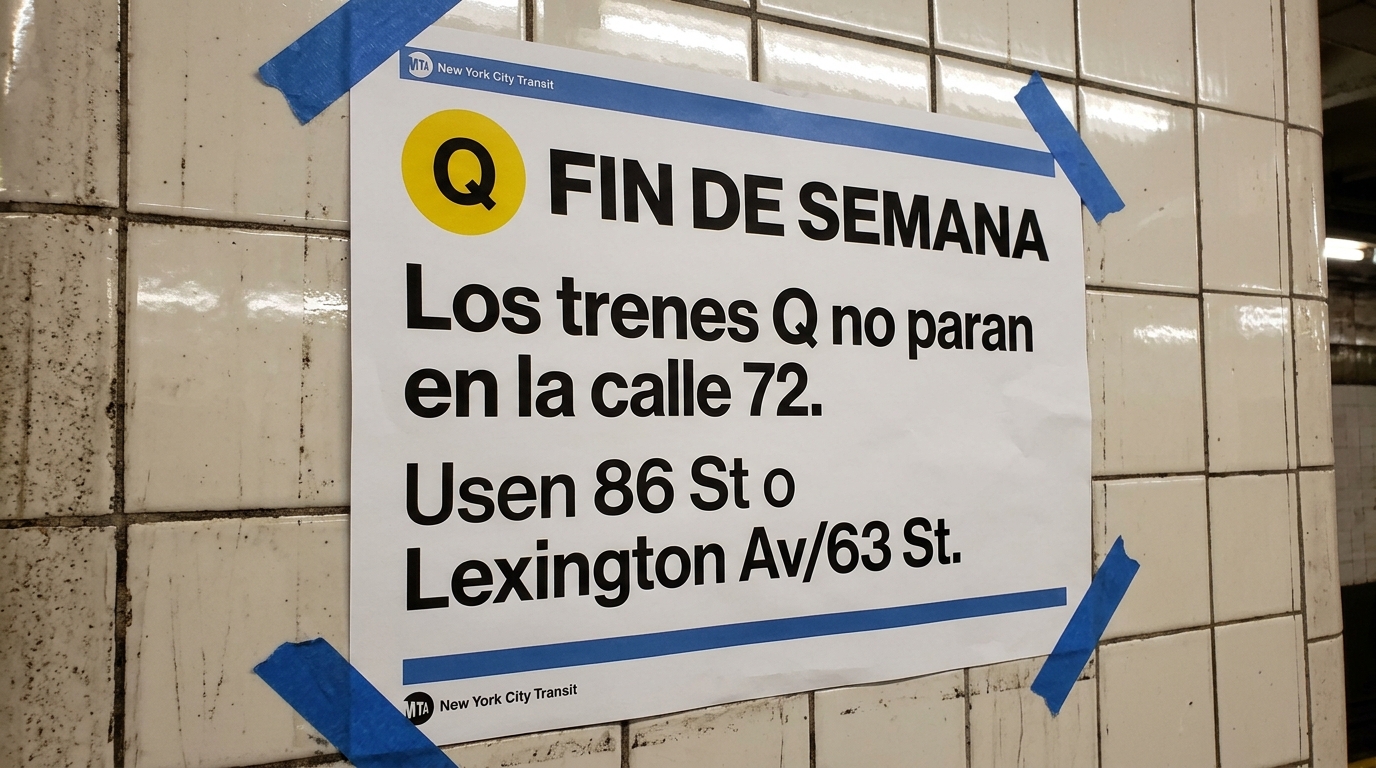 MTA New York City Transit
Q FIN DE SEMANA
Los trenes Q no paran
en la calle 72.
Usen 86 St o
Lexington Av/63 St.
MTA New York City Transit